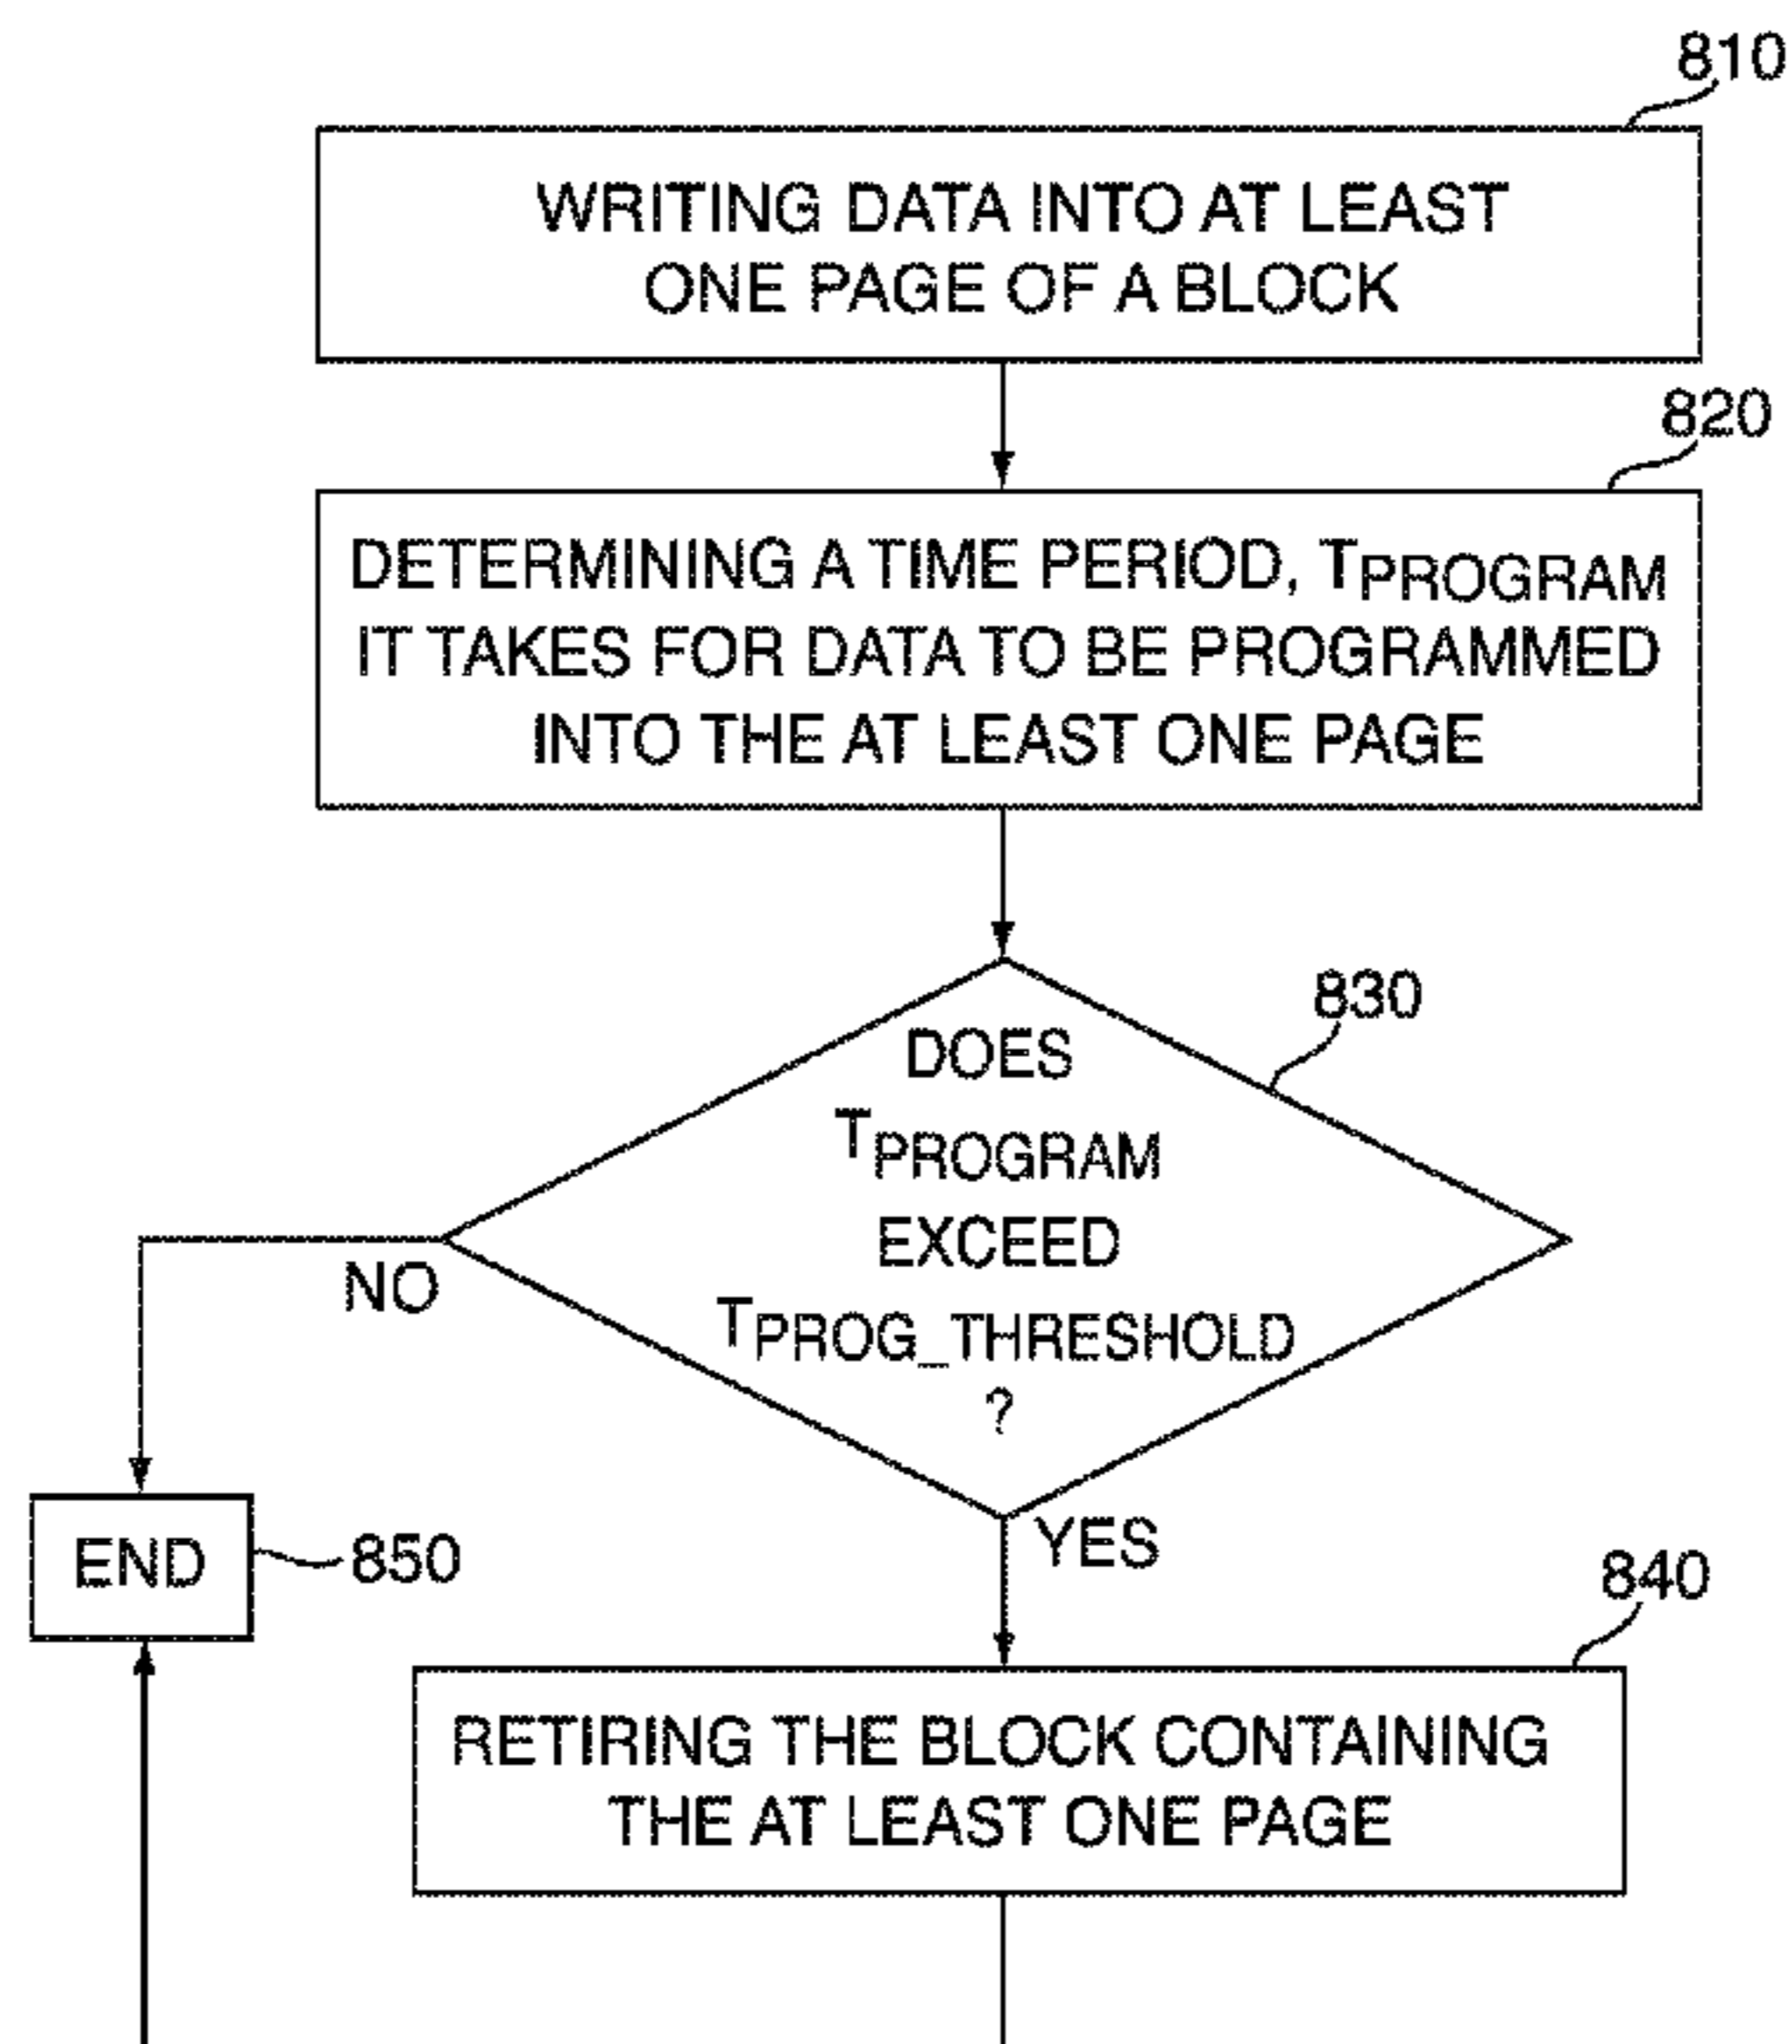 810
WRITING DATA INTO AT LEAST
ONE PAGE OF A BLOCK
820
DETERMINING A TIME PERIOD, TPROGRAM
IT TAKES FOR DATA TO BE PROGRAMMED
INTO THE AT LEAST ONE PAGE
830
DOES
TPROGRAM
EXCEED
TPROG_THRESHOLD
?
NO
YES
END
850
840
RETIRING THE BLOCK CONTAINING
THE AT LEAST ONE PAGE